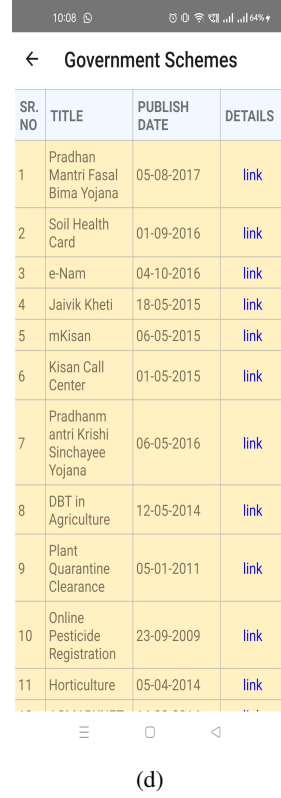 10:08 64%
← Government Schemes
SR. NO TITLE PUBLISH DATE DETAILS
1 Pradhan Mantri Fasal Bima Yojana 05-08-2017 link
2 Soil Health Card 01-09-2016 link
3 e-Nam 04-10-2016 link
4 Jaivik Kheti 18-05-2015 link
5 mKisan 06-05-2015 link
6 Kisan Call Center 01-05-2015 link
7 Pradhanm antri Krishi Sinchayee Yojana 06-05-2016 link
8 DBT in Agriculture 12-05-2014 link
9 Plant Quarantine Clearance 05-01-2011 link
10 Online Pesticide Registration 23-09-2009 link
11 Horticulture 05-04-2014 link
(d)